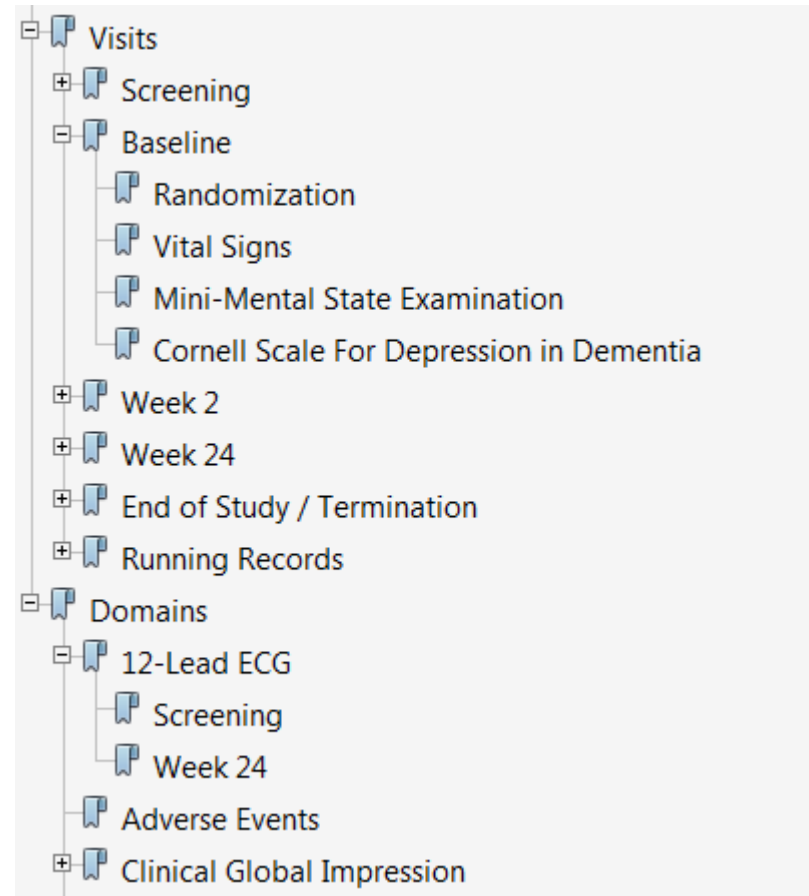 Visits
Screening
Baseline
Randomization
Vital Signs
Mini-Mental State Examination
Cornell Scale For Depression in Dementia
Week 2
Week 24
End of Study / Termination
Running Records
Domains
12-Lead ECG
Screening
Week 24
Adverse Events
Clinical Global Impression